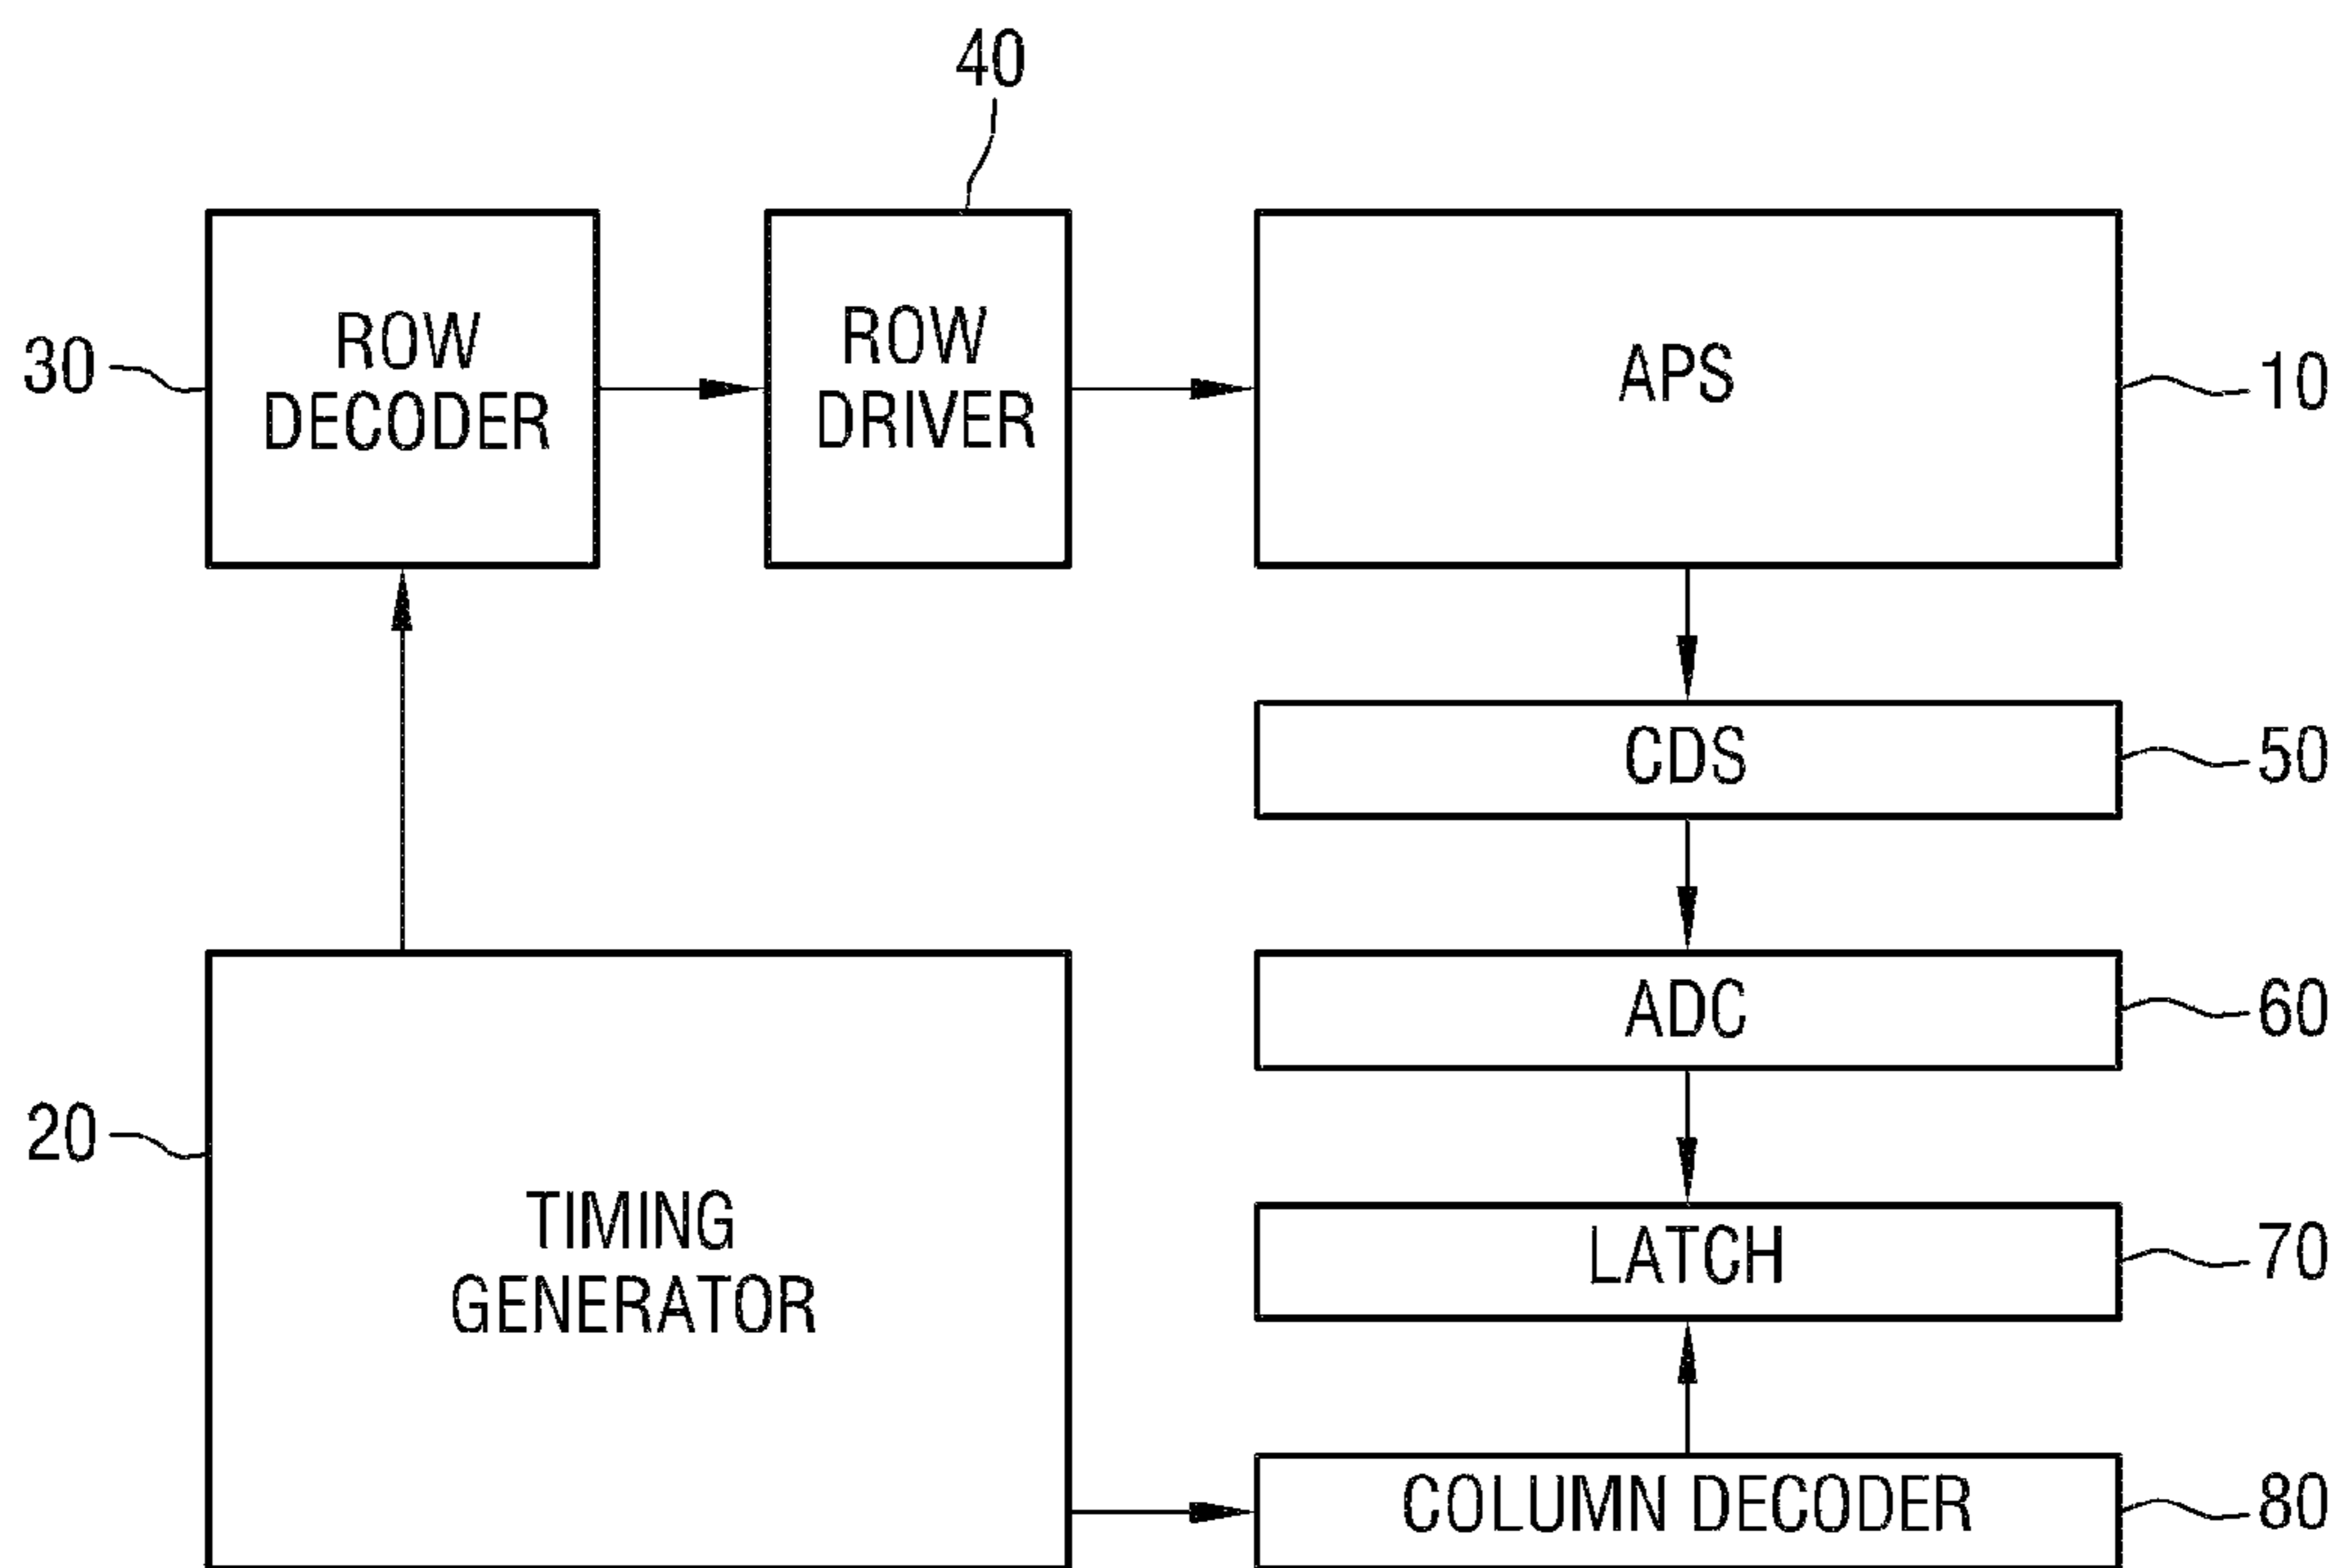 40
30
ROW
DECODER
ROW
DRIVER
APS
10
CDS
50
ADC
60
20
TIMING
GENERATOR
LATCH
70
COLUMN DECODER
80